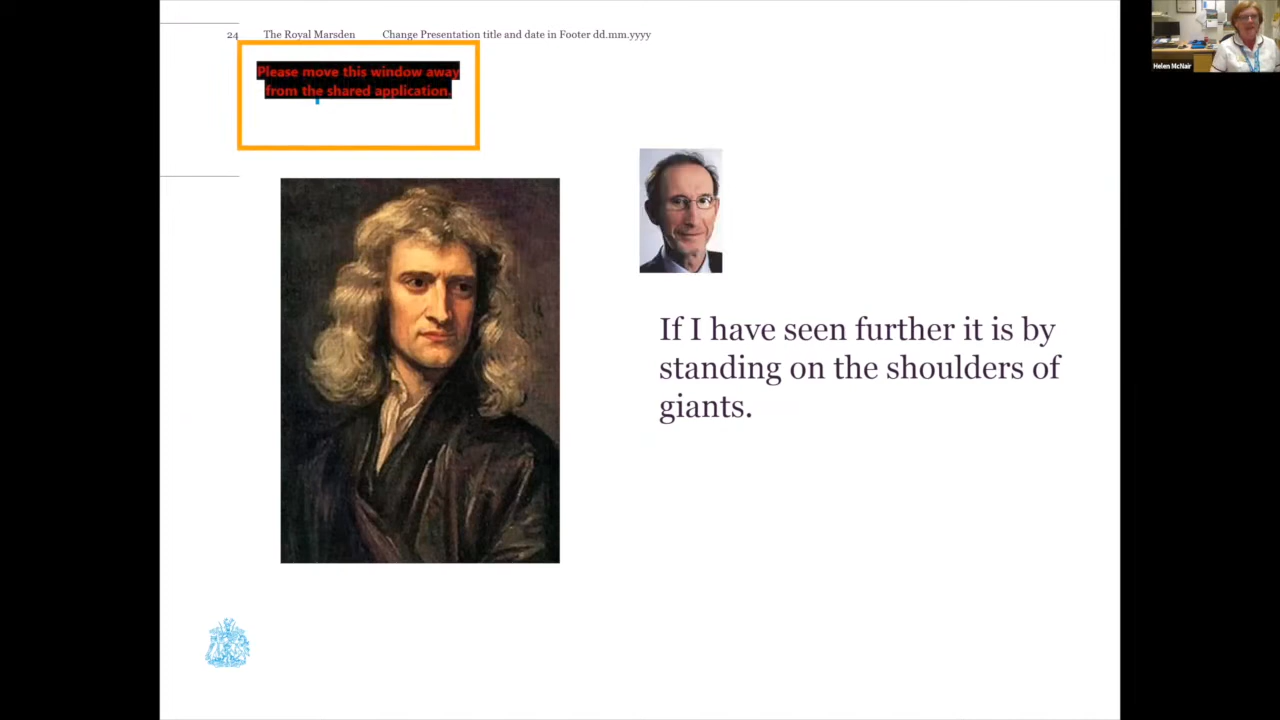 24 The Royal Marsden Change Presentation title and date in Footer dd.mm.yyyy
Please move this window away
from the shared application.
Helen McNair
If I have seen further it is by
standing on the shoulders of
giants.